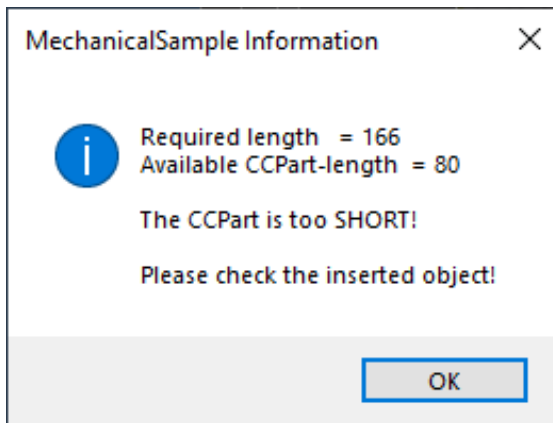 MechanicalSample Information
Required length = 166
Available CCPart-length = 80
The CCPart is too SHORT!
Please check the inserted object!
OK